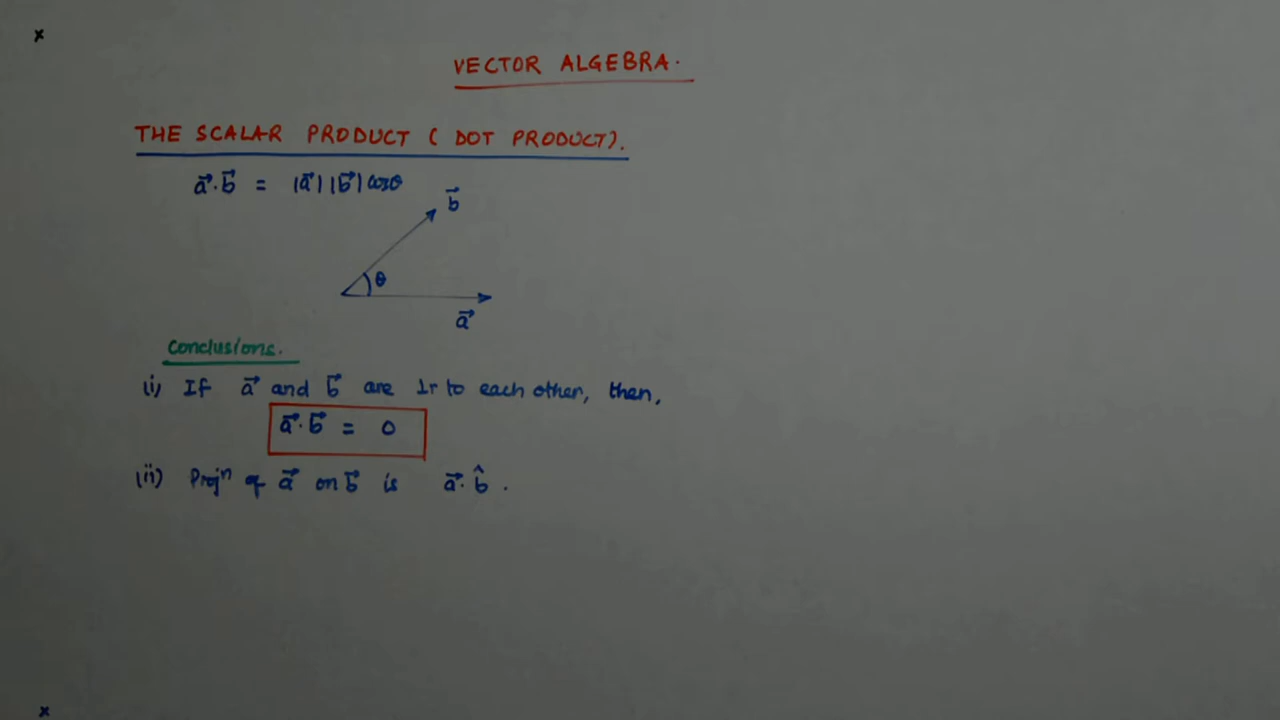 x
VECTOR ALGEBRA.
THE SCALAR PRODUCT ( DOT PRODUCT).
a⃗.b⃗ = |a⃗||b⃗|cosθ
b⃗
θ
a⃗
Conclusions.
(i) If a⃗ and b⃗ are ⊥r to each other, then,
a⃗.b⃗ = 0
(ii) Projⁿ of a⃗ on b⃗ is a⃗.b̂ .
x